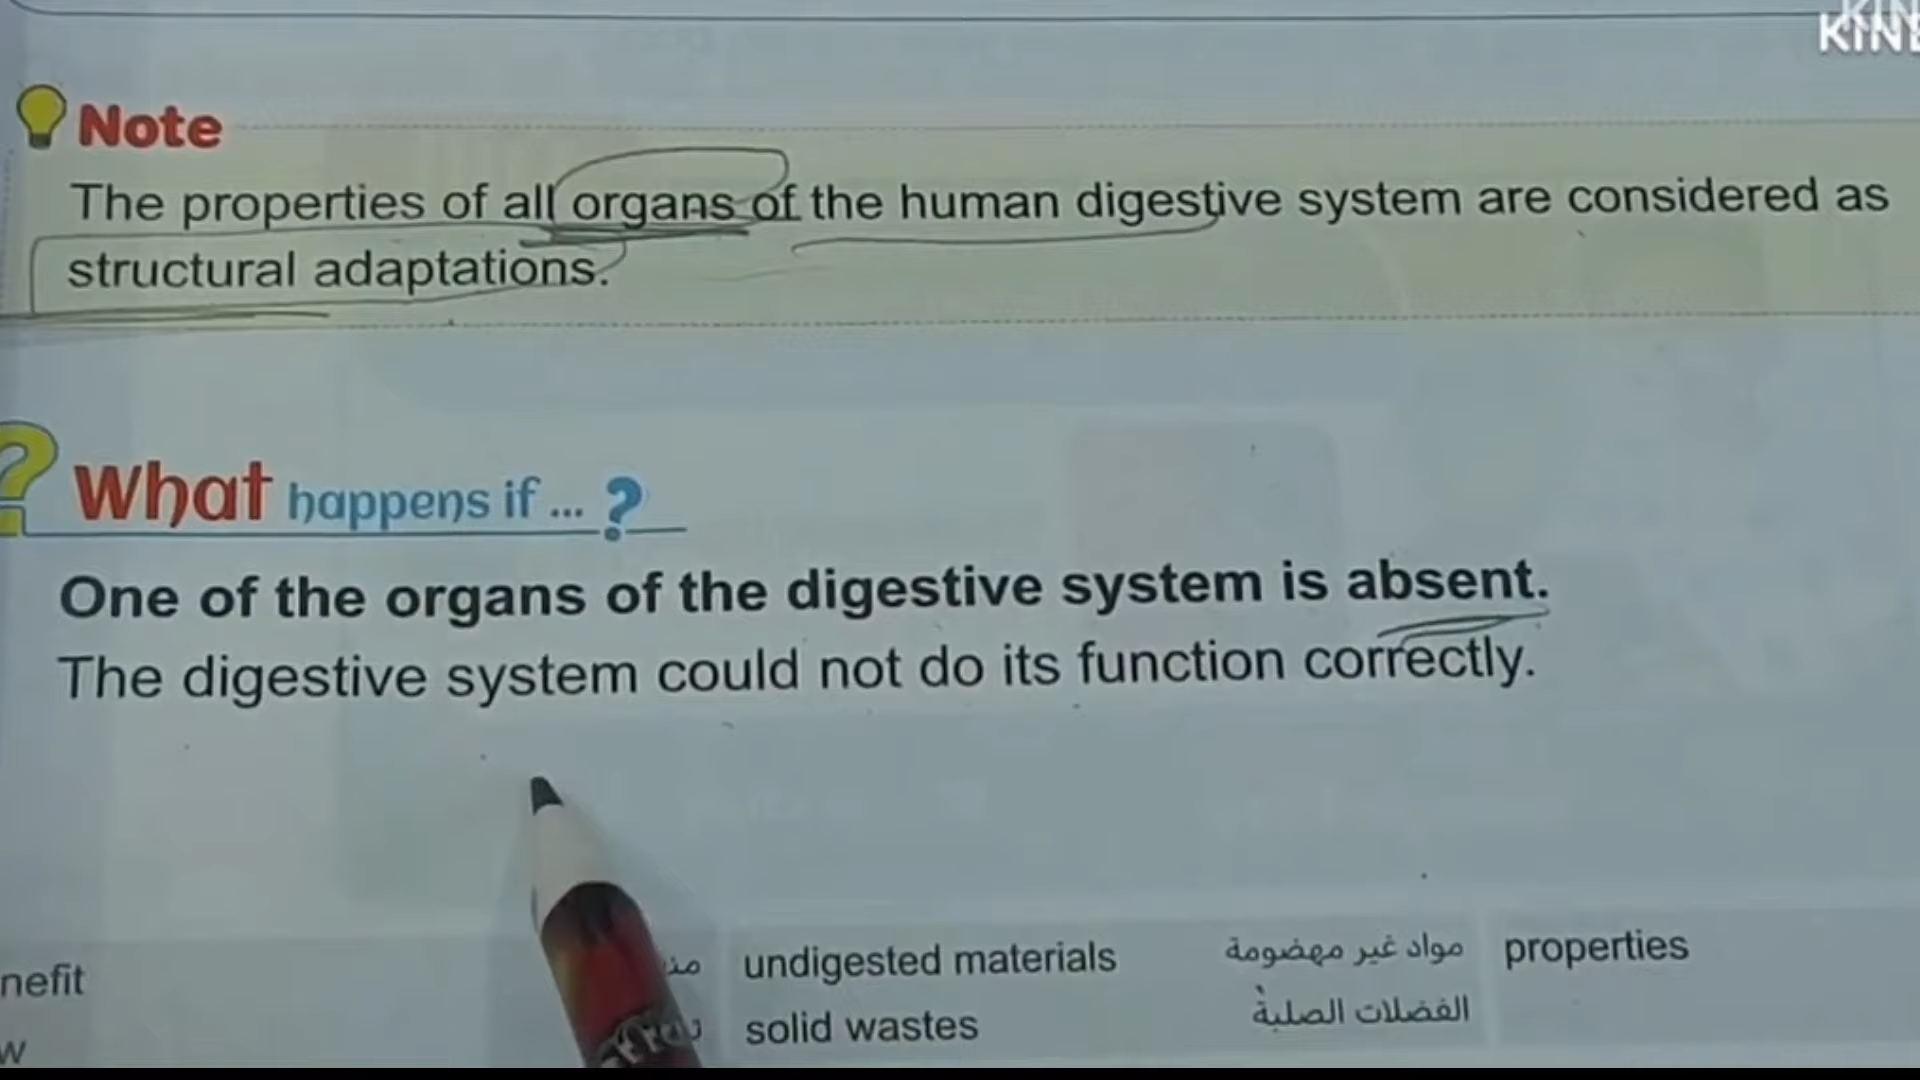 KINE
Note
The properties of all organs of the human digestive system are considered as
structural adaptations.
What happens if ... ?
One of the organs of the digestive system is absent.
The digestive system could not do its function correctly.
nefit
undigested materials مواد غير مهضومة properties
w
solid wastes الفضلات الصلبة